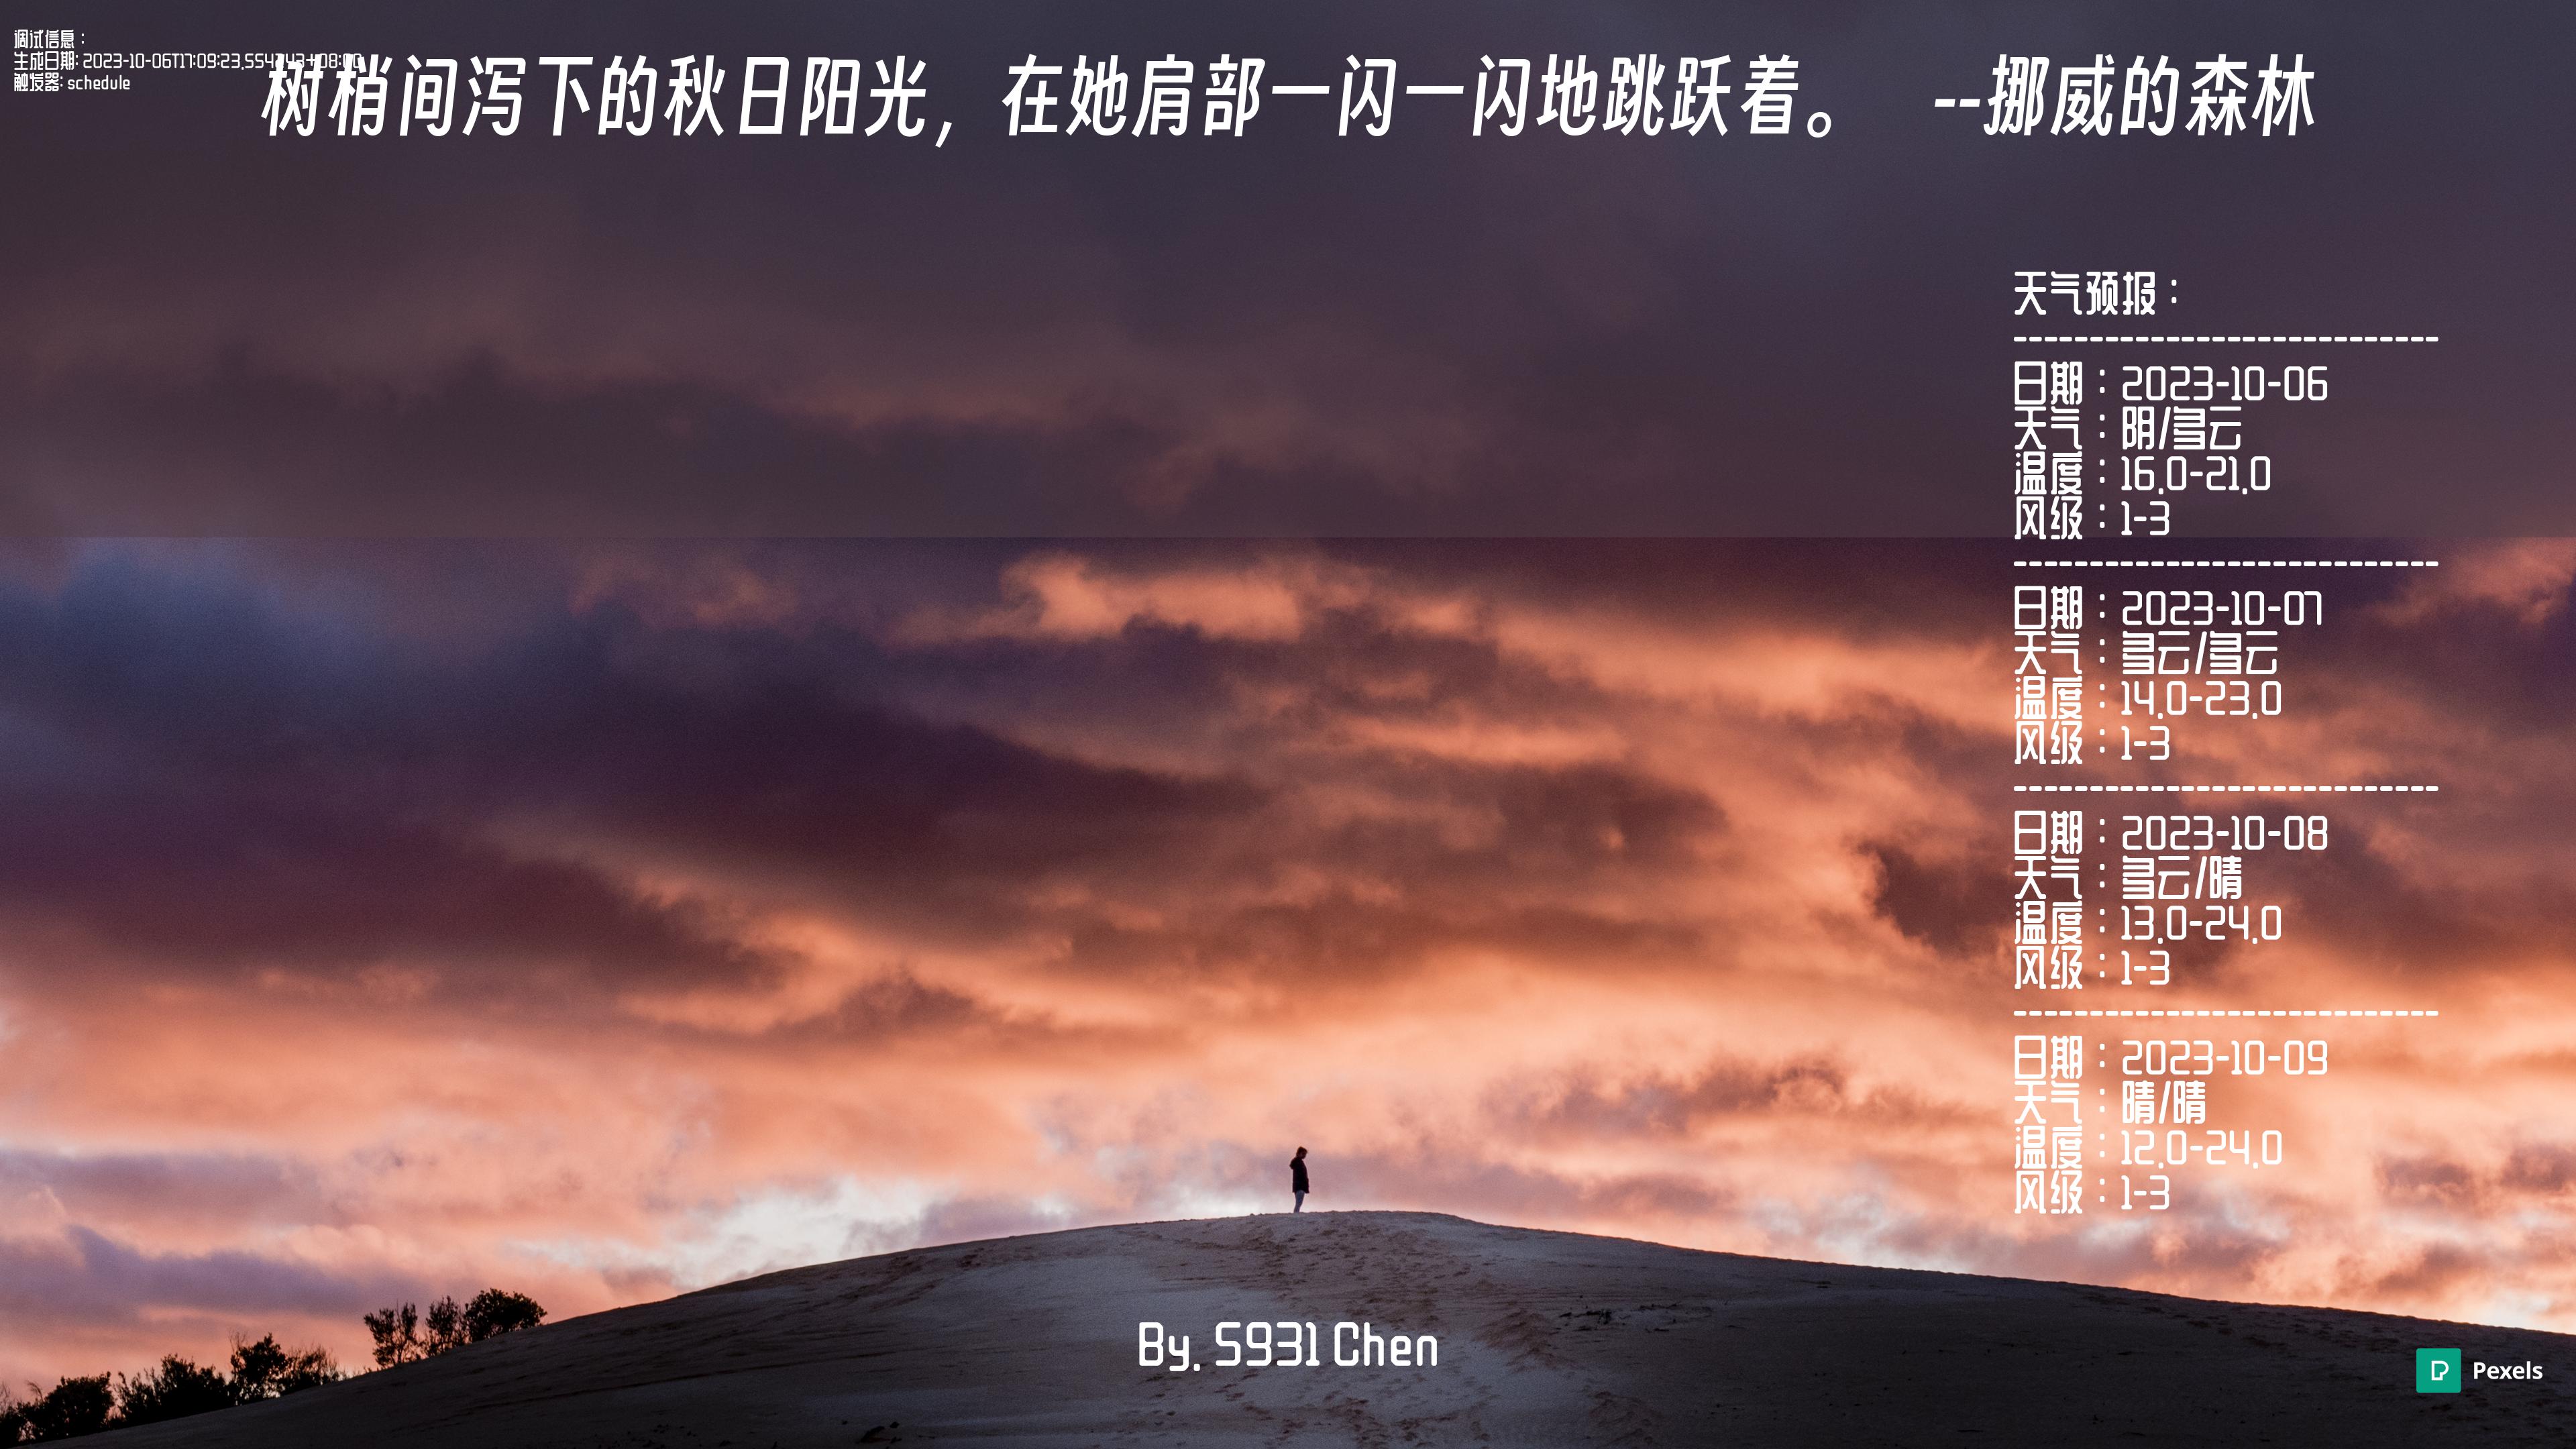 调试信息：
生成日期: 2023-10-06T17:09:23.554243+08:00
触发器: schedule
树梢间泻下的秋日阳光，在她肩部一闪一闪地跳跃着。 --挪威的森林
天气预报：
----------------------------
日期：2023-10-06
天气：阴/多云
温度：16.0-21.0
风级：1-3
----------------------------
日期：2023-10-07
天气：多云/多云
温度：14.0-23.0
风级：1-3
----------------------------
日期：2023-10-08
天气：多云/晴
温度：13.0-24.0
风级：1-3
----------------------------
日期：2023-10-09
天气：晴/晴
温度：12.0-24.0
风级：1-3
By. S931 Chen
Pexels